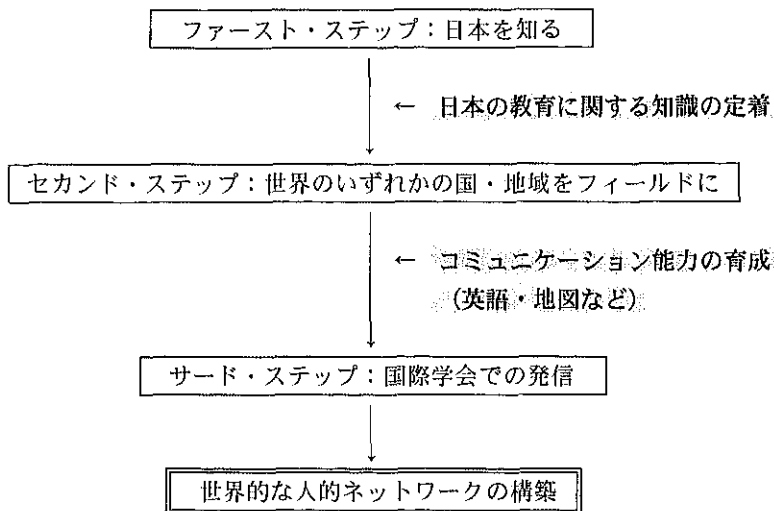 ファースト・ステップ：日本を知る
← 日本の教育に関する知識の定着
セカンド・ステップ：世界のいずれかの国・地域をフィールドに
← コミュニケーション能力の育成
（英語・地図など）
サード・ステップ：国際学会での発信
世界的な人的ネットワークの構築